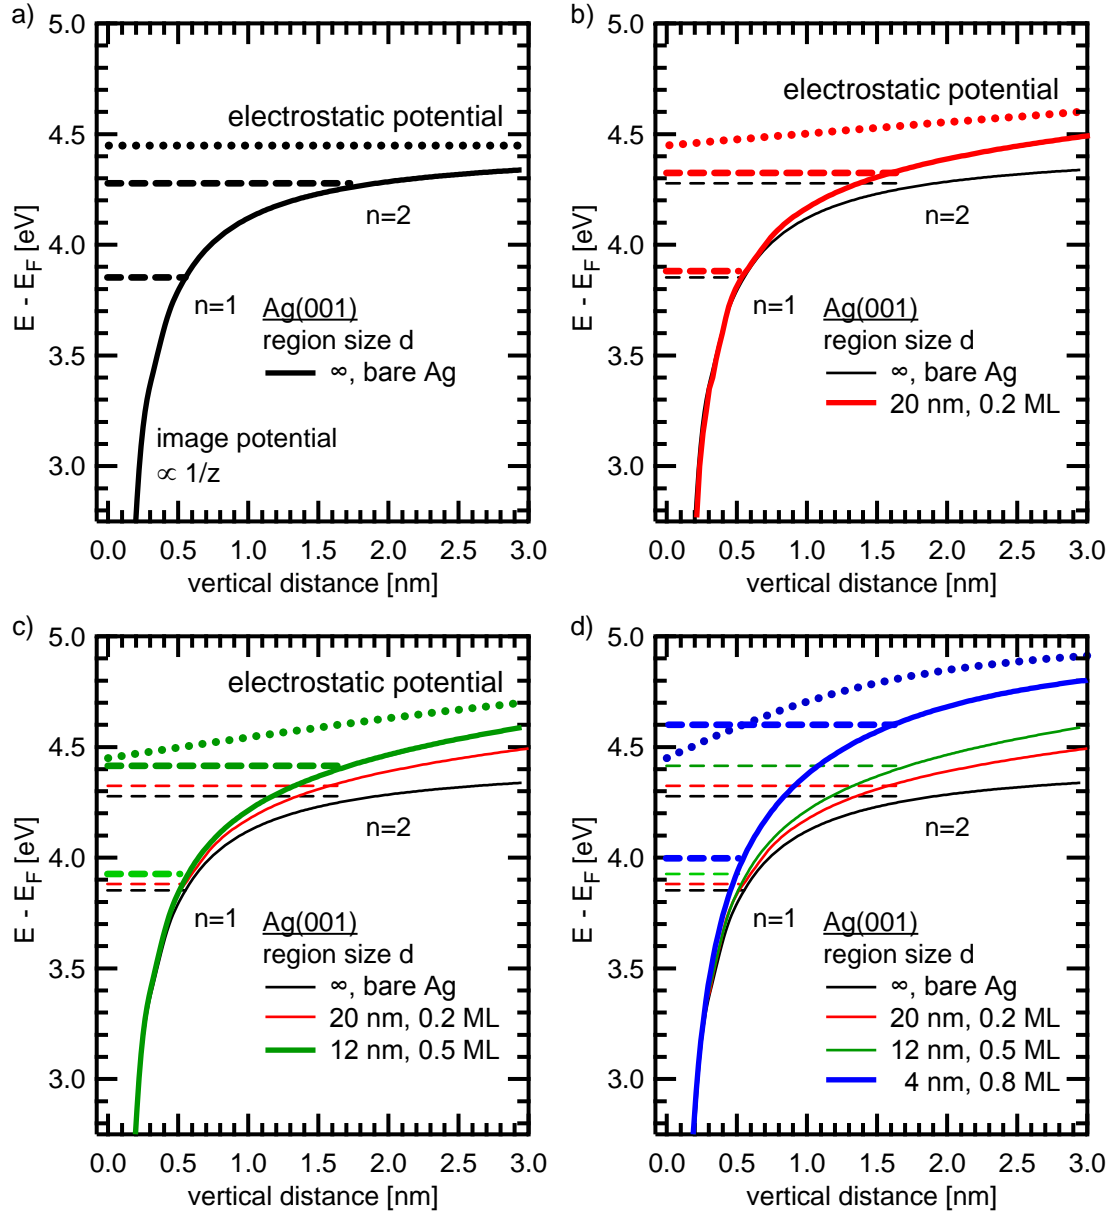 a)
5.0
4.5
4.0
3.5
3.0
E - E_F [eV]
electrostatic potential
n=2
n=1
Ag(001)
region size d
∞, bare Ag
image potential
∝ 1/z
0.0 0.5 1.0 1.5 2.0 2.5 3.0
vertical distance [nm]
b)
5.0
4.5
4.0
3.5
3.0
E - E_F [eV]
electrostatic potential
n=2
n=1
Ag(001)
region size d
∞, bare Ag
20 nm, 0.2 ML
0.0 0.5 1.0 1.5 2.0 2.5 3.0
vertical distance [nm]
c)
5.0
4.5
4.0
3.5
3.0
E - E_F [eV]
electrostatic potential
n=2
n=1
Ag(001)
region size d
∞, bare Ag
20 nm, 0.2 ML
12 nm, 0.5 ML
0.0 0.5 1.0 1.5 2.0 2.5 3.0
vertical distance [nm]
d)
5.0
4.5
4.0
3.5
3.0
E - E_F [eV]
n=2
n=1
Ag(001)
region size d
∞, bare Ag
20 nm, 0.2 ML
12 nm, 0.5 ML
4 nm, 0.8 ML
0.0 0.5 1.0 1.5 2.0 2.5 3.0
vertical distance [nm]